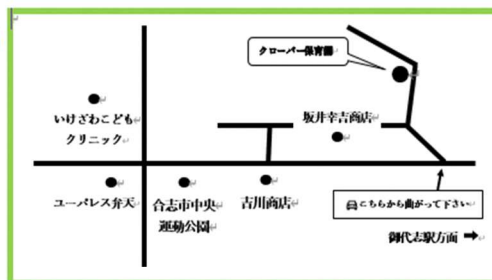 クローバー保育園
いけざわこども
クリニック
坂井幸吉商店
ユーパレス弁天
合志市中央
運動公園
吉川商店
こちらから曲がって下さい
御代志駅方面 ➡